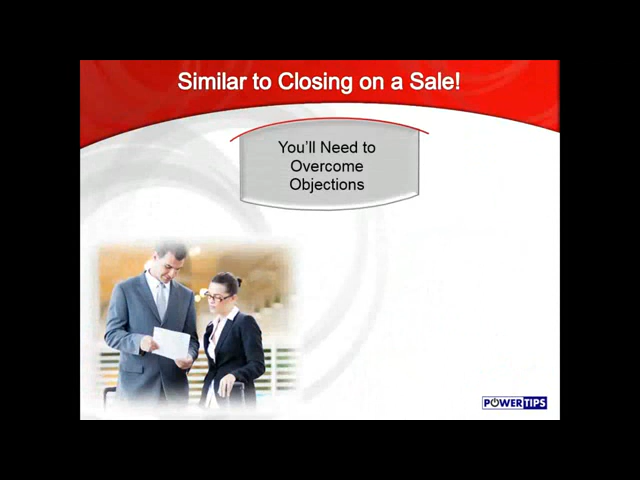 Similar to Closing on a Sale!
You'll Need to
Overcome
Objections
POWERTIPS